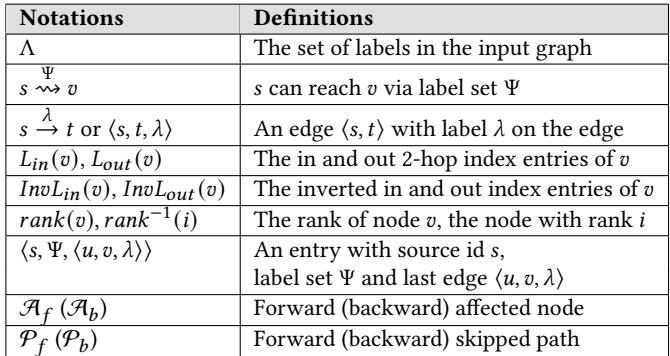 Notations Definitions
Λ The set of labels in the input graph
s Ψ⇝ v s can reach v via label set Ψ
s λ→ t or ⟨s, t, λ⟩ An edge ⟨s, t⟩ with label λ on the edge
L_in(v), L_out(v) The in and out 2-hop index entries of v
InvL_in(v), InvL_out(v) The inverted in and out index entries of v
rank(v), rank⁻¹(i) The rank of node v, the node with rank i
⟨s, Ψ, ⟨u, v, λ⟩⟩ An entry with source id s,
label set Ψ and last edge ⟨u, v, λ⟩
𝒜_f (𝒜_b) Forward (backward) affected node
𝒫_f (𝒫_b) Forward (backward) skipped path